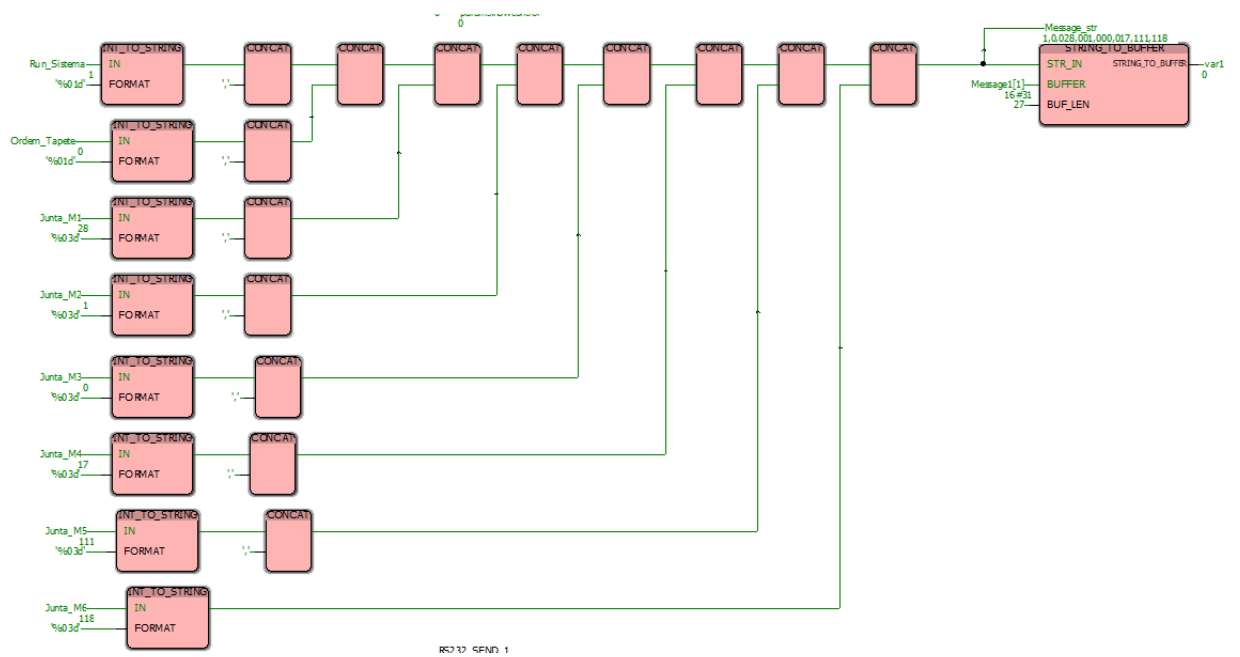 0
INT_TO_STRING CONCAT CONCAT CONCAT CONCAT CONCAT CONCAT CONCAT CONCAT
Message_str
1,0,028,001,000,017,111,118
STRING_TO_BUFFER
Run_Sistema IN
1
'%01d' FORMAT ','
STR_IN STRING_TO_BUFFER var1
0
Message1[1] BUFFER
16#31
27 BUF_LEN
INT_TO_STRING CONCAT
Ordem_Tapete IN
0
'%01d' FORMAT ','
INT_TO_STRING CONCAT
Junta_M1 IN
28
'%03d' FORMAT ','
INT_TO_STRING CONCAT
Junta_M2 IN
1
'%03d' FORMAT ','
INT_TO_STRING CONCAT
Junta_M3 IN
0
'%03d' FORMAT ','
INT_TO_STRING CONCAT
Junta_M4 IN
17
'%03d' FORMAT ','
INT_TO_STRING CONCAT
Junta_M5 IN
111
'%03d' FORMAT ','
INT_TO_STRING
Junta_M6 IN
118
'%03d' FORMAT
RS232_SEND_1